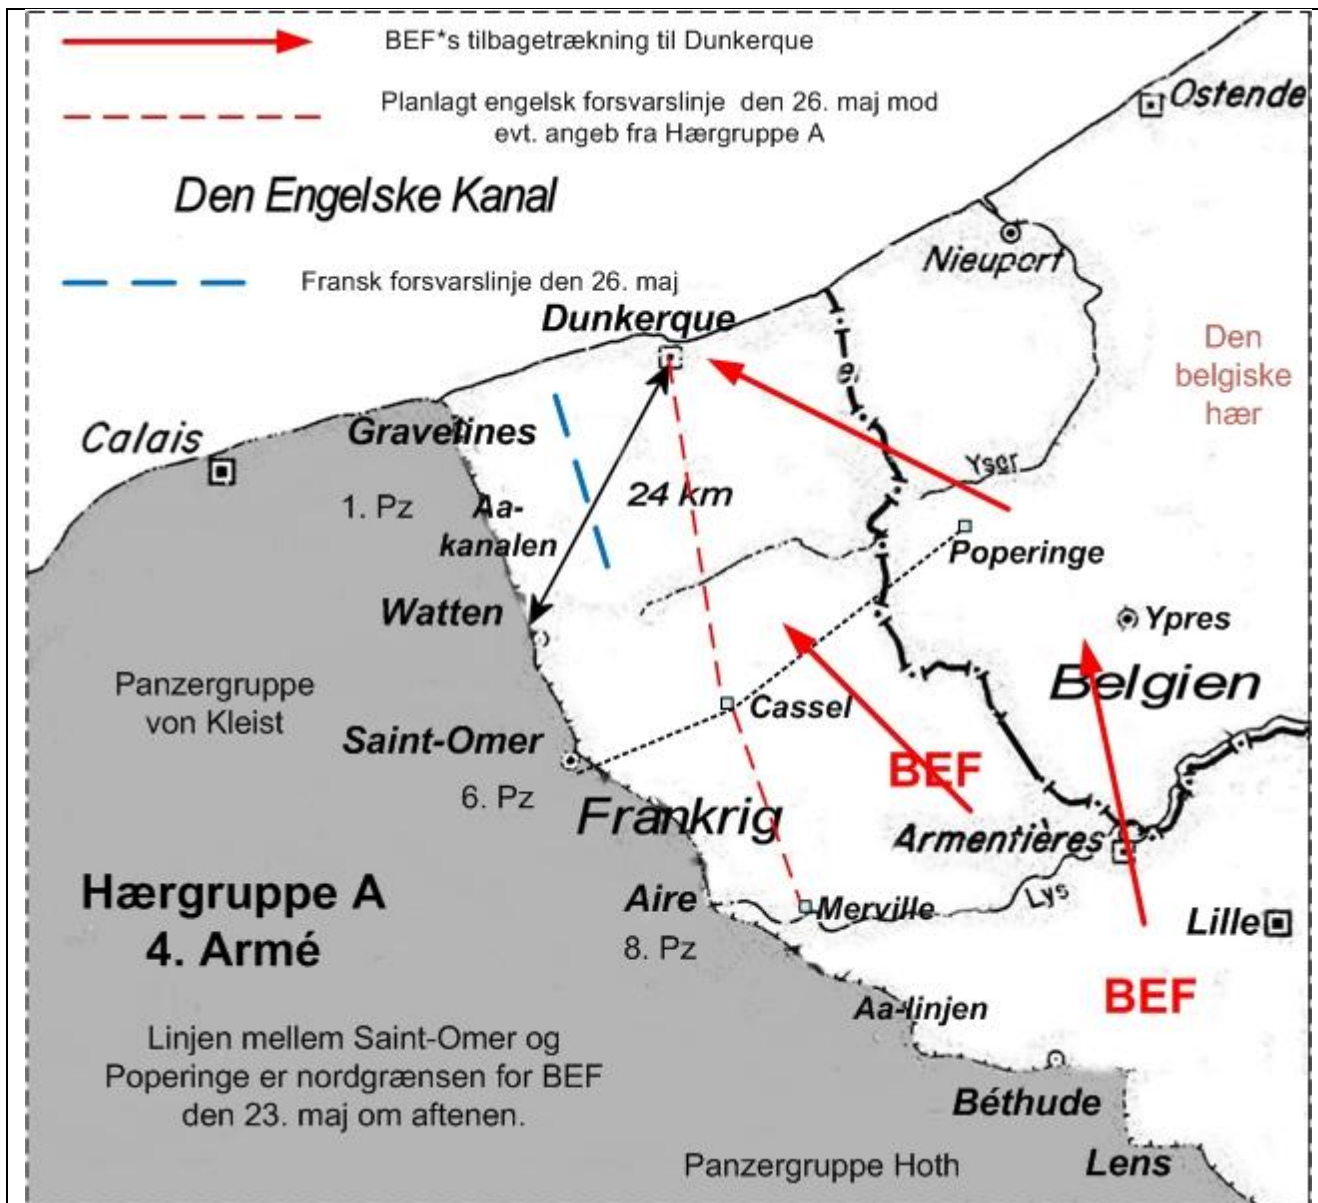 BEF*s tilbagetrækning til Dunkerque
Planlagt engelsk forsvarslinje den 26. maj mod
evt. angeb fra Hærgruppe A
Ostende
Den Engelske Kanal
Nieuport
Fransk forsvarslinje den 26. maj
Dunkerque
Den
belgiske
hær
Calais
Gravelines
Yser
24 km
1. Pz
Aa-
kanalen
Poperinge
Watten
Ypres
Panzergruppe
von Kleist
Belgien
Cassel
Saint-Omer
BEF
6. Pz
Frankrig
Armentières
Hærgruppe A
4. Armé
Aire
Merville
Lys
Lille
8. Pz
BEF
Aa-linjen
Linjen mellem Saint-Omer og
Poperinge er nordgrænsen for BEF
den 23. maj om aftenen.
Béthude
Panzergruppe Hoth
Lens